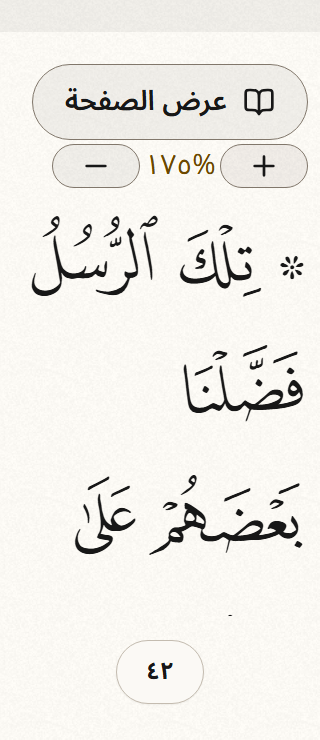 عرض الصفحة
+ ١٧٥% −
۞ تِلۡكَ ٱلرُّسُلُ
فَضَّلۡنَا
بَعۡضَهُمۡ عَلَىٰ
٤٢